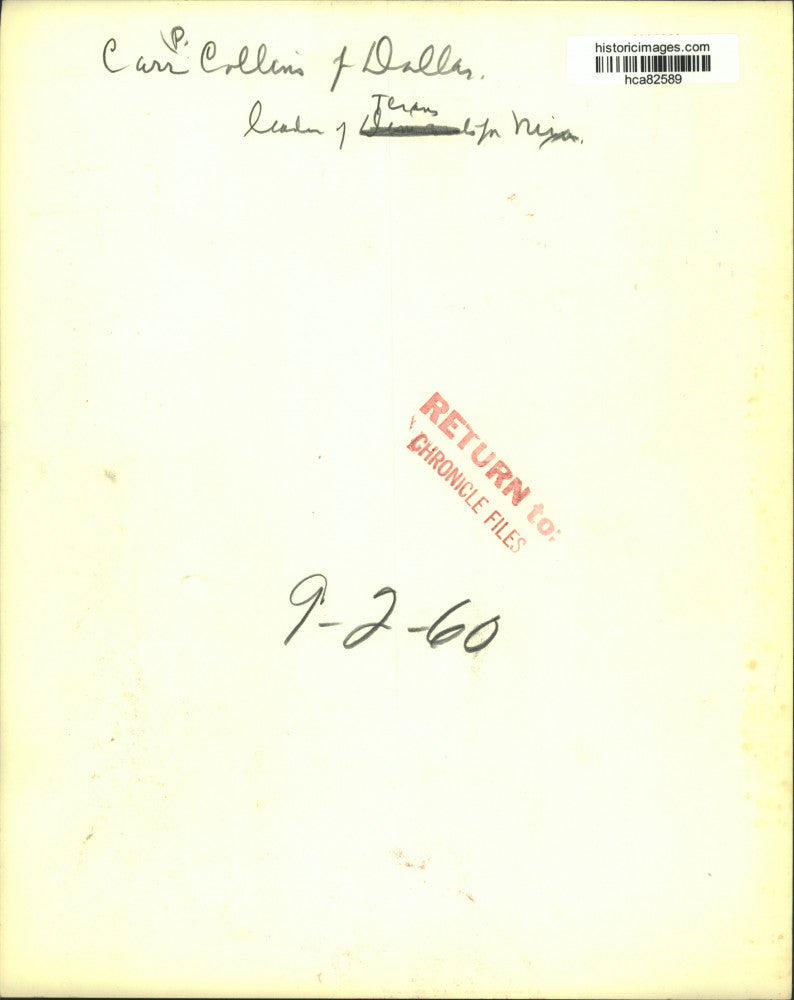 Carr P. Collins of Dallas.
leader of Texans for Nixon.
historicimages.com
hca82589
RETURN to:
CHRONICLE FILES
9-2-60